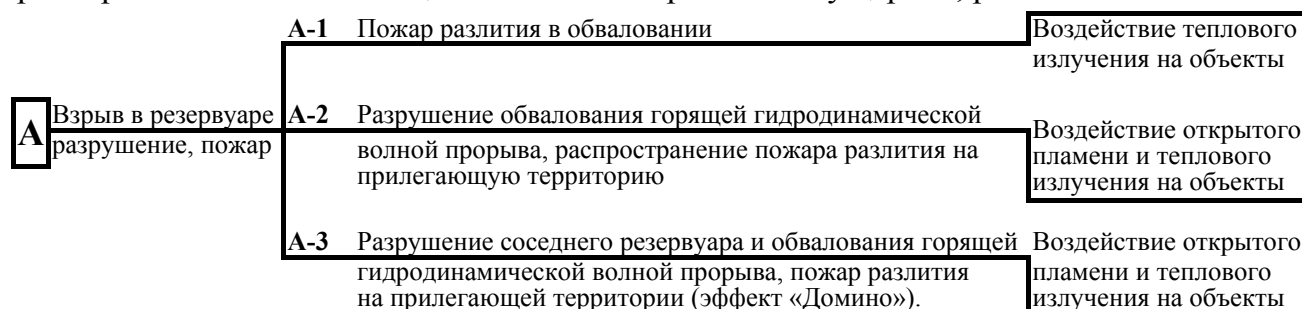 А-1 Пожар разлития в обваловании Воздействие теплового
излучения на объекты
А Взрыв в резервуаре А-2 Разрушение обвалования горящей гидродинамической
разрушение, пожар волной прорыва, распространение пожара разлития на
прилегающую территорию
Воздействие открытого
пламени и теплового
излучения на объекты
А-3 Разрушение соседнего резервуара и обвалования горящей Воздействие открытого
гидродинамической волной прорыва, пожар разлития пламени и теплового
на прилегающей территории (эффект «Домино»). излучения на объекты